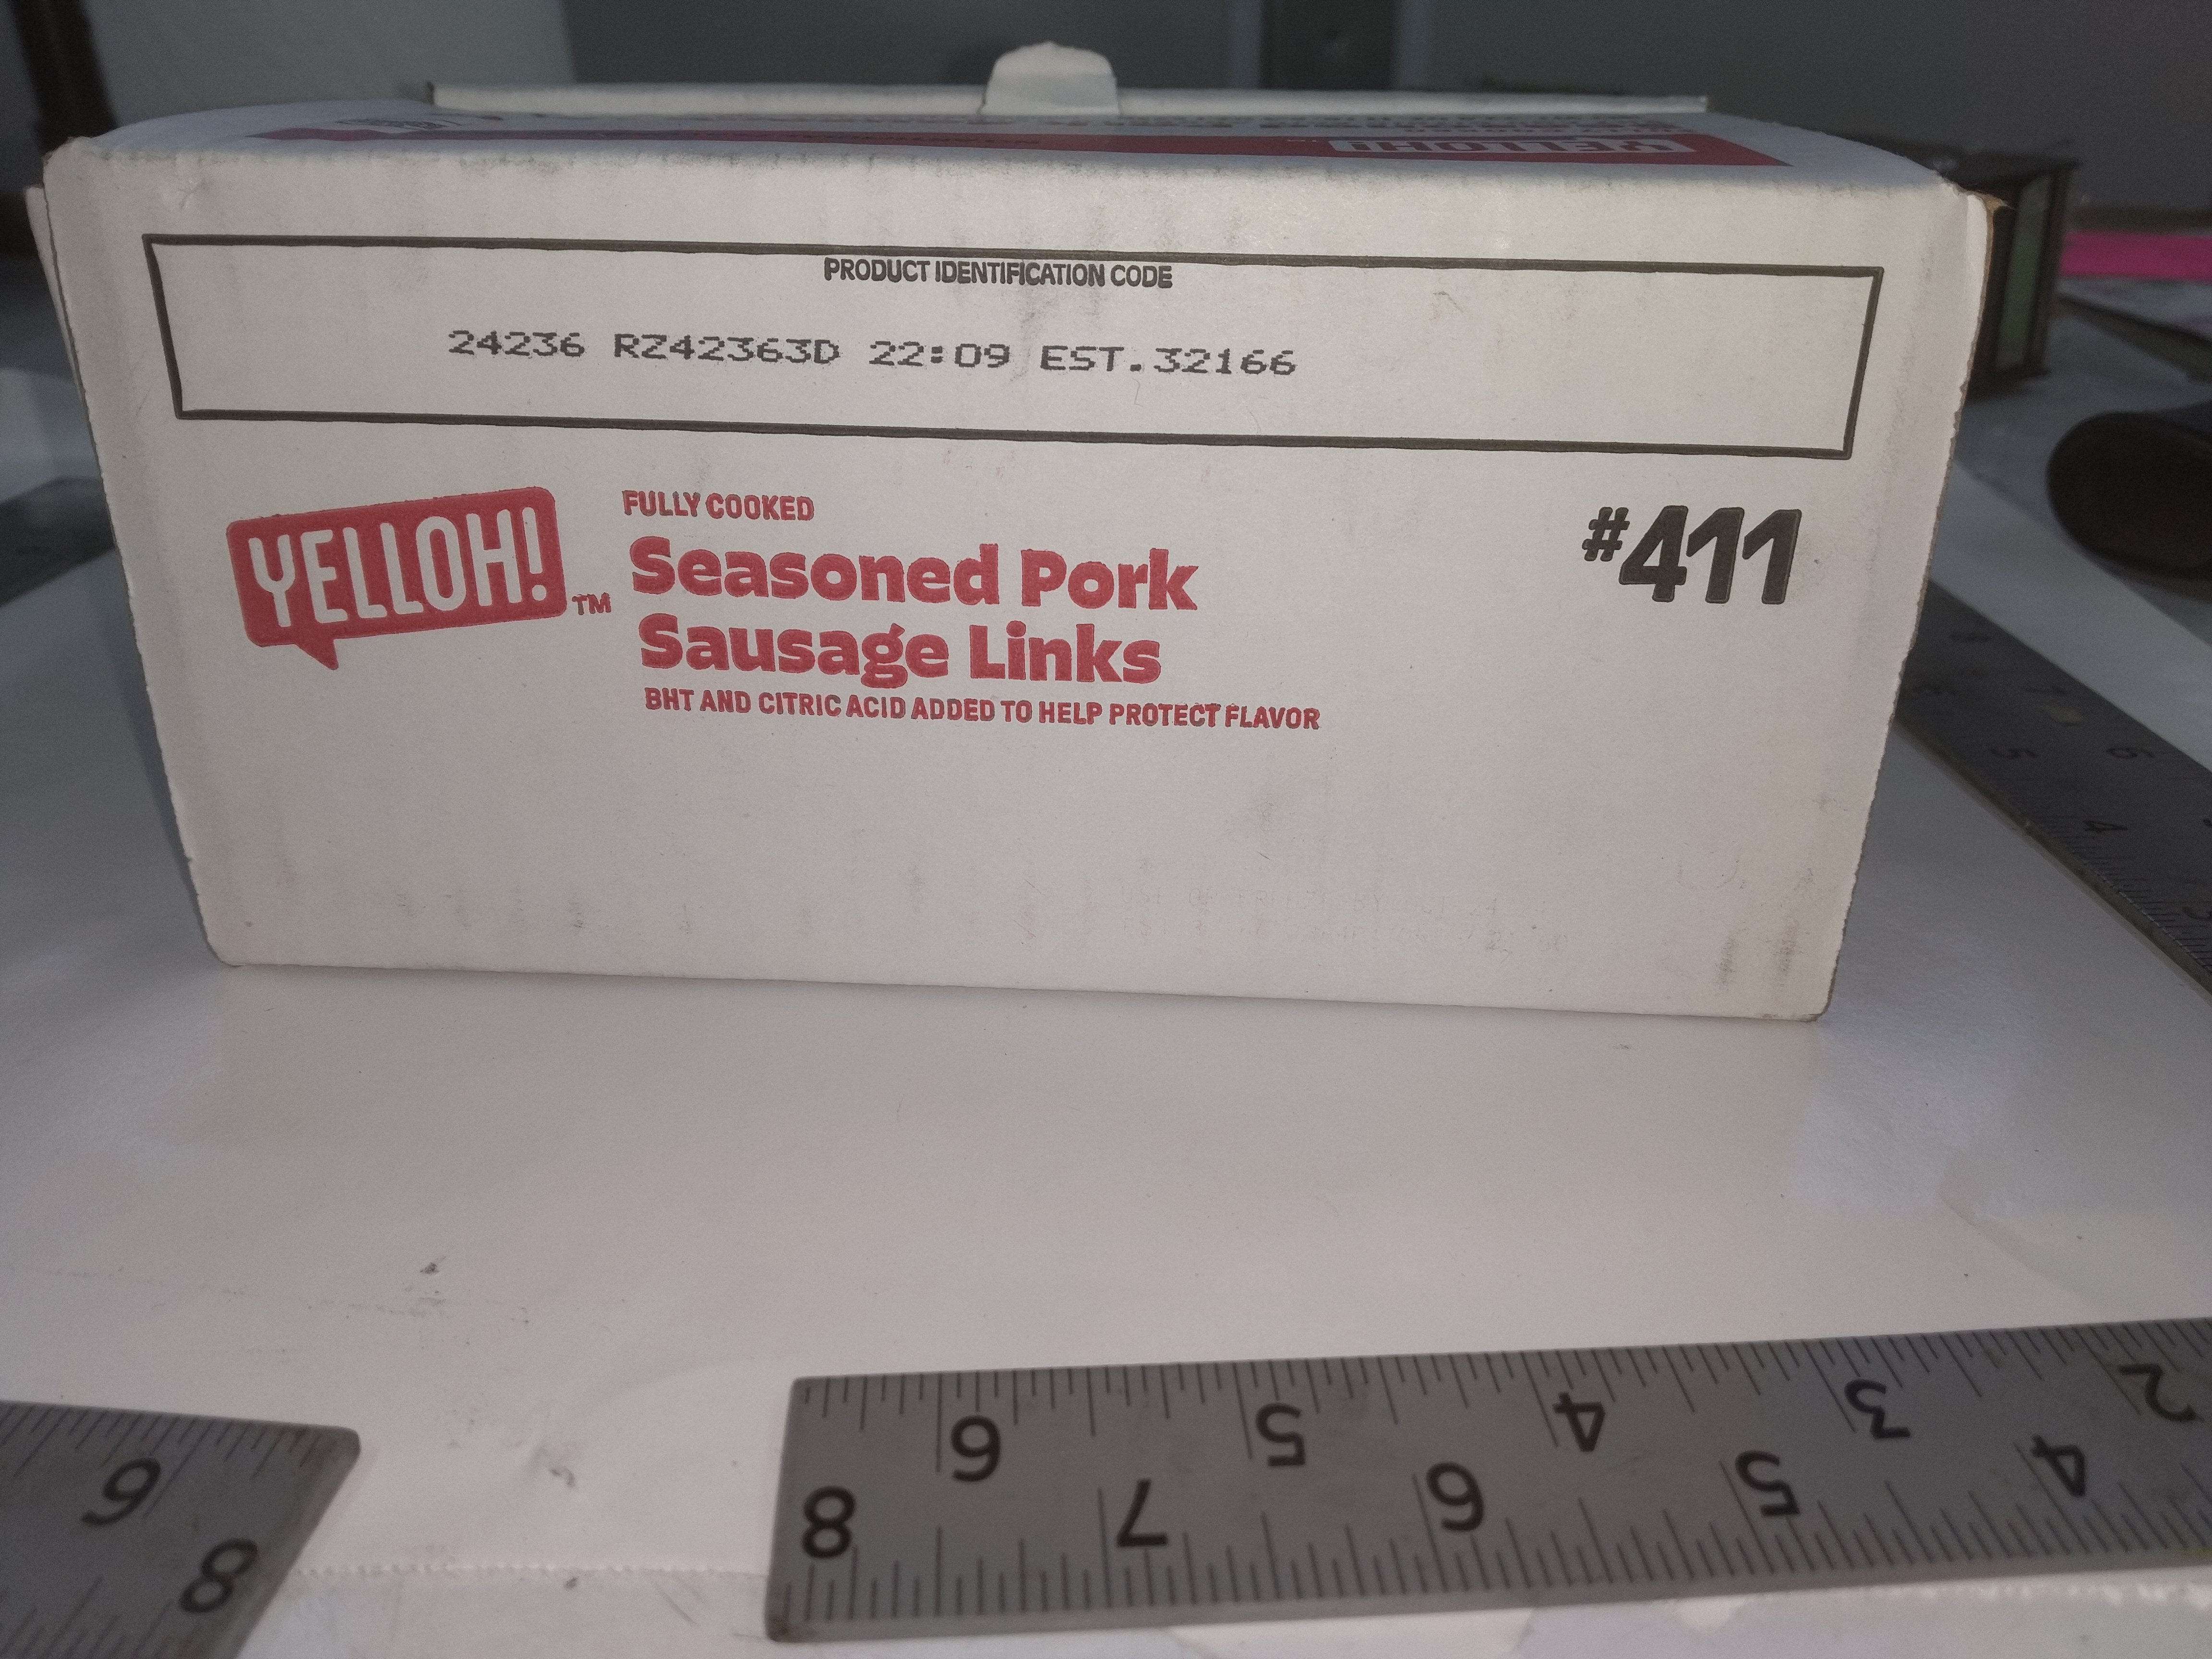 YELLOH!
PRODUCT IDENTIFICATION CODE
24236 RZ42363D 22:09 EST.32166
YELLOH! TM
FULLY COOKED
Seasoned Pork
Sausage Links
BHT AND CITRIC ACID ADDED TO HELP PROTECT FLAVOR
#411
6 5 4 3 2
8 7 6 5 4
6
8